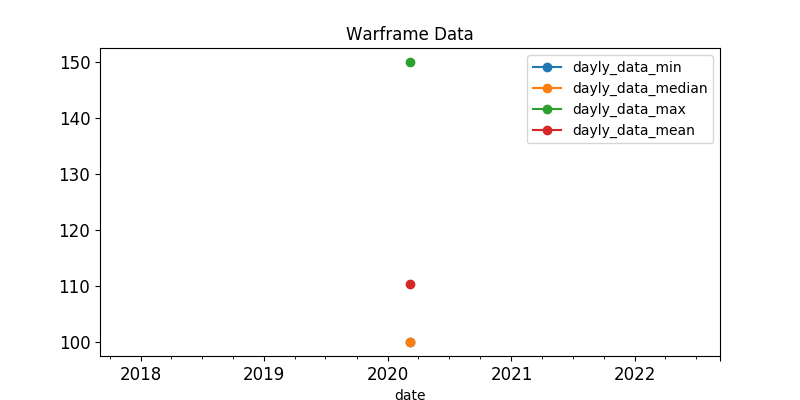 Warframe Data
150
140
130
120
110
100
dayly_data_min
dayly_data_median
dayly_data_max
dayly_data_mean
2018 2019 2020 2021 2022
date